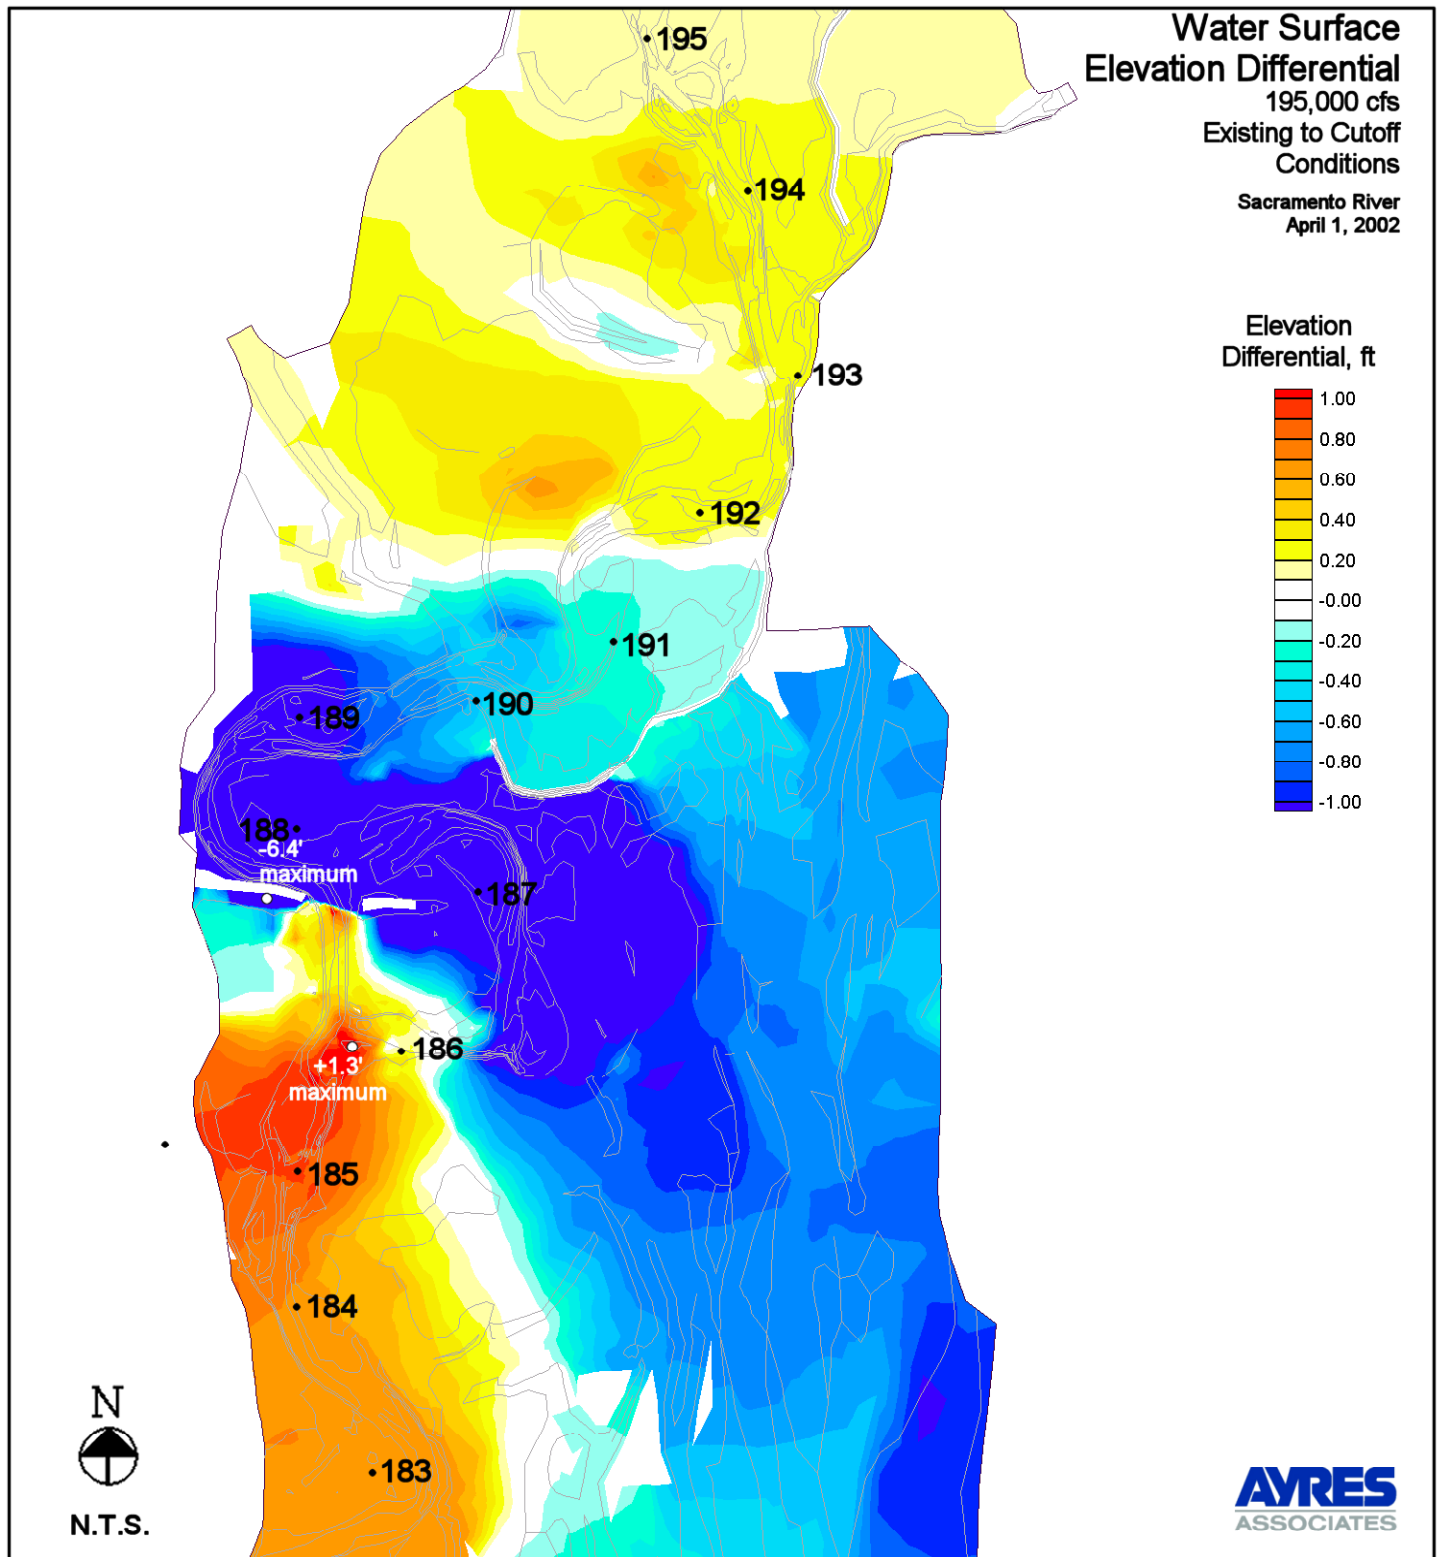 Water Surface
Elevation Differential
195,000 cfs
Existing to Cutoff
Conditions
Sacramento River
April 1, 2002
Elevation
Differential, ft
1.00
0.80
0.60
0.40
0.20
-0.00
-0.20
-0.40
-0.60
-0.80
-1.00
195
194
193
192
191
190
189
188
-6.4'
maximum
187
186
+1.3'
maximum
185
184
183
N
N.T.S.
AYRES
ASSOCIATES